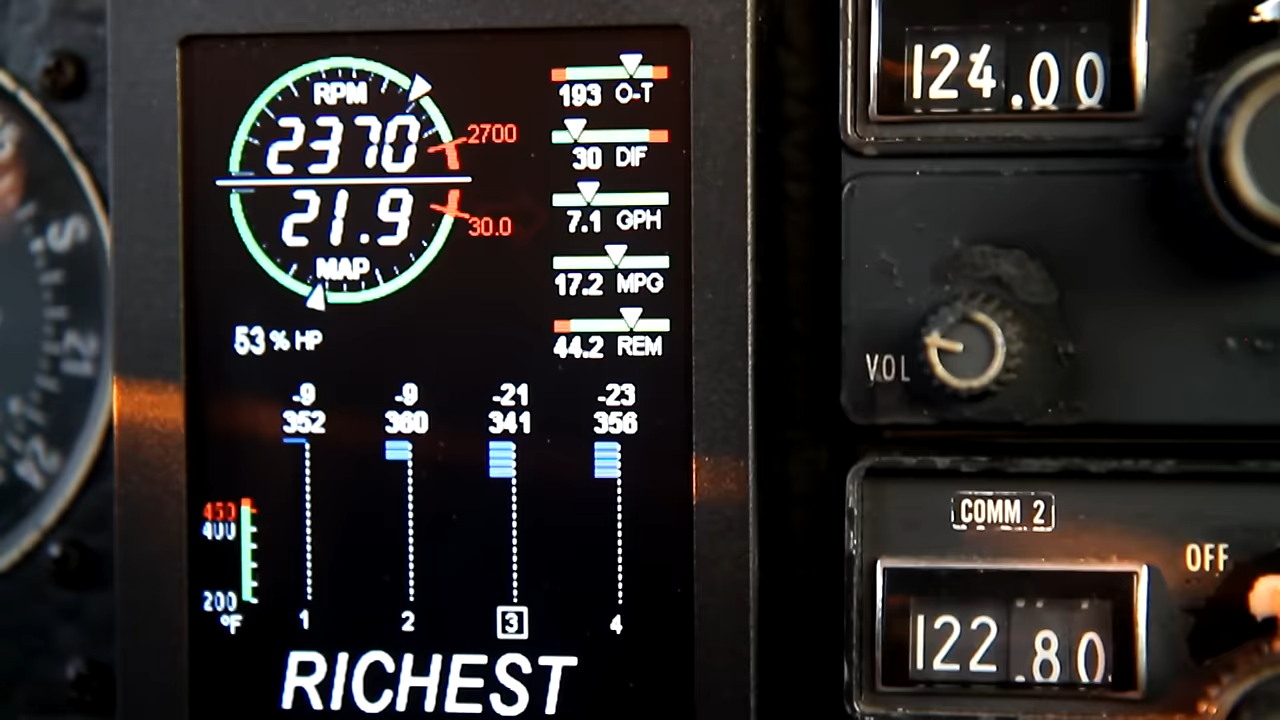 RPM
2370
2700
21.9
30.0
MAP
53 % HP
193 O-T
30 DIF
7.1 GPH
17.2 MPG
44.2 REM
-9 -9 -21 -23
352 360 341 356
450
400
200
°F
1 2 3 4
RICHEST
124.00
VOL
COMM 2
OFF
122.80
S
21
24